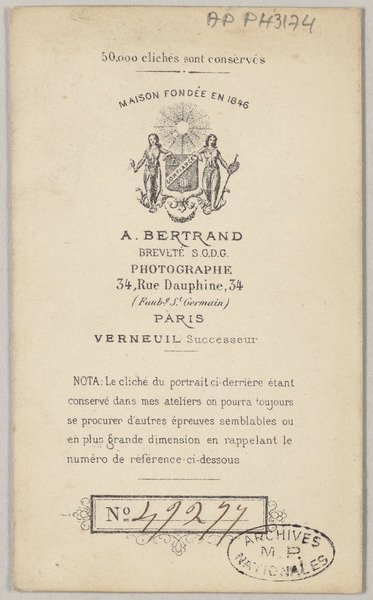 AP P43174
50.000 clichés sont conservés
MAISON FONDÉE EN 1846
CONFIANCE
A. BERTRAND
BREVETÉ S.G.D.G.
PHOTOGRAPHE
34, Rue Dauphine, 34
(Faubg. St. Germain)
PARIS
VERNEUIL Successeur
NOTA: Le cliché du portrait ci-derriere étant
conservé dans mes ateliers on pourra toujours
se procurer d'autres épreuves semblables ou
en plus grande dimension en rappelant le
numéro de référence-ci-dessous
No 49277
ARCHIVES
M PP
NATIONALES